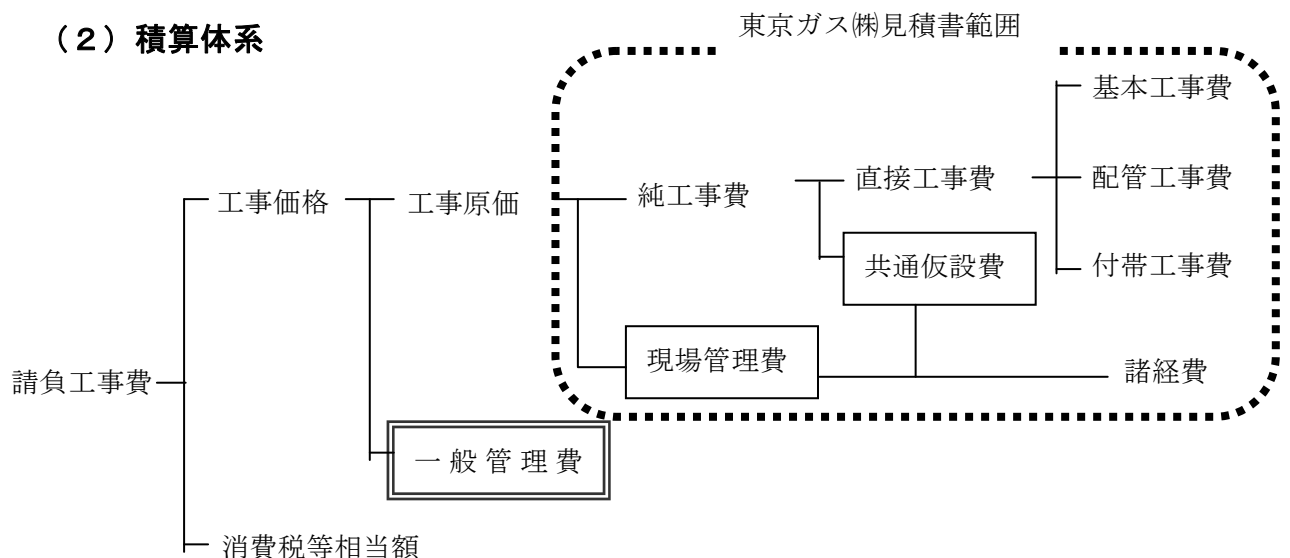 （２）積算体系
東京ガス㈱見積書範囲
基本工事費
直接工事費
配管工事費
純工事費
工事価格
工事原価
共通仮設費
付帯工事費
現場管理費
諸経費
請負工事費
一般管理費
消費税等相当額